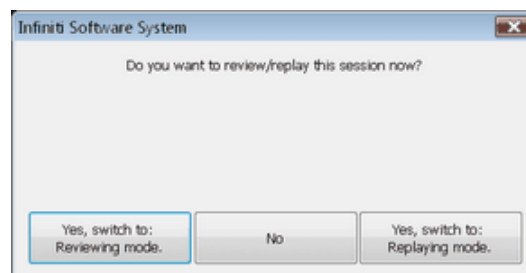 Infiniti Software System
Do you want to review/replay this session now?
Yes, switch to:
Reviewing mode.
No
Yes, switch to:
Replaying mode.